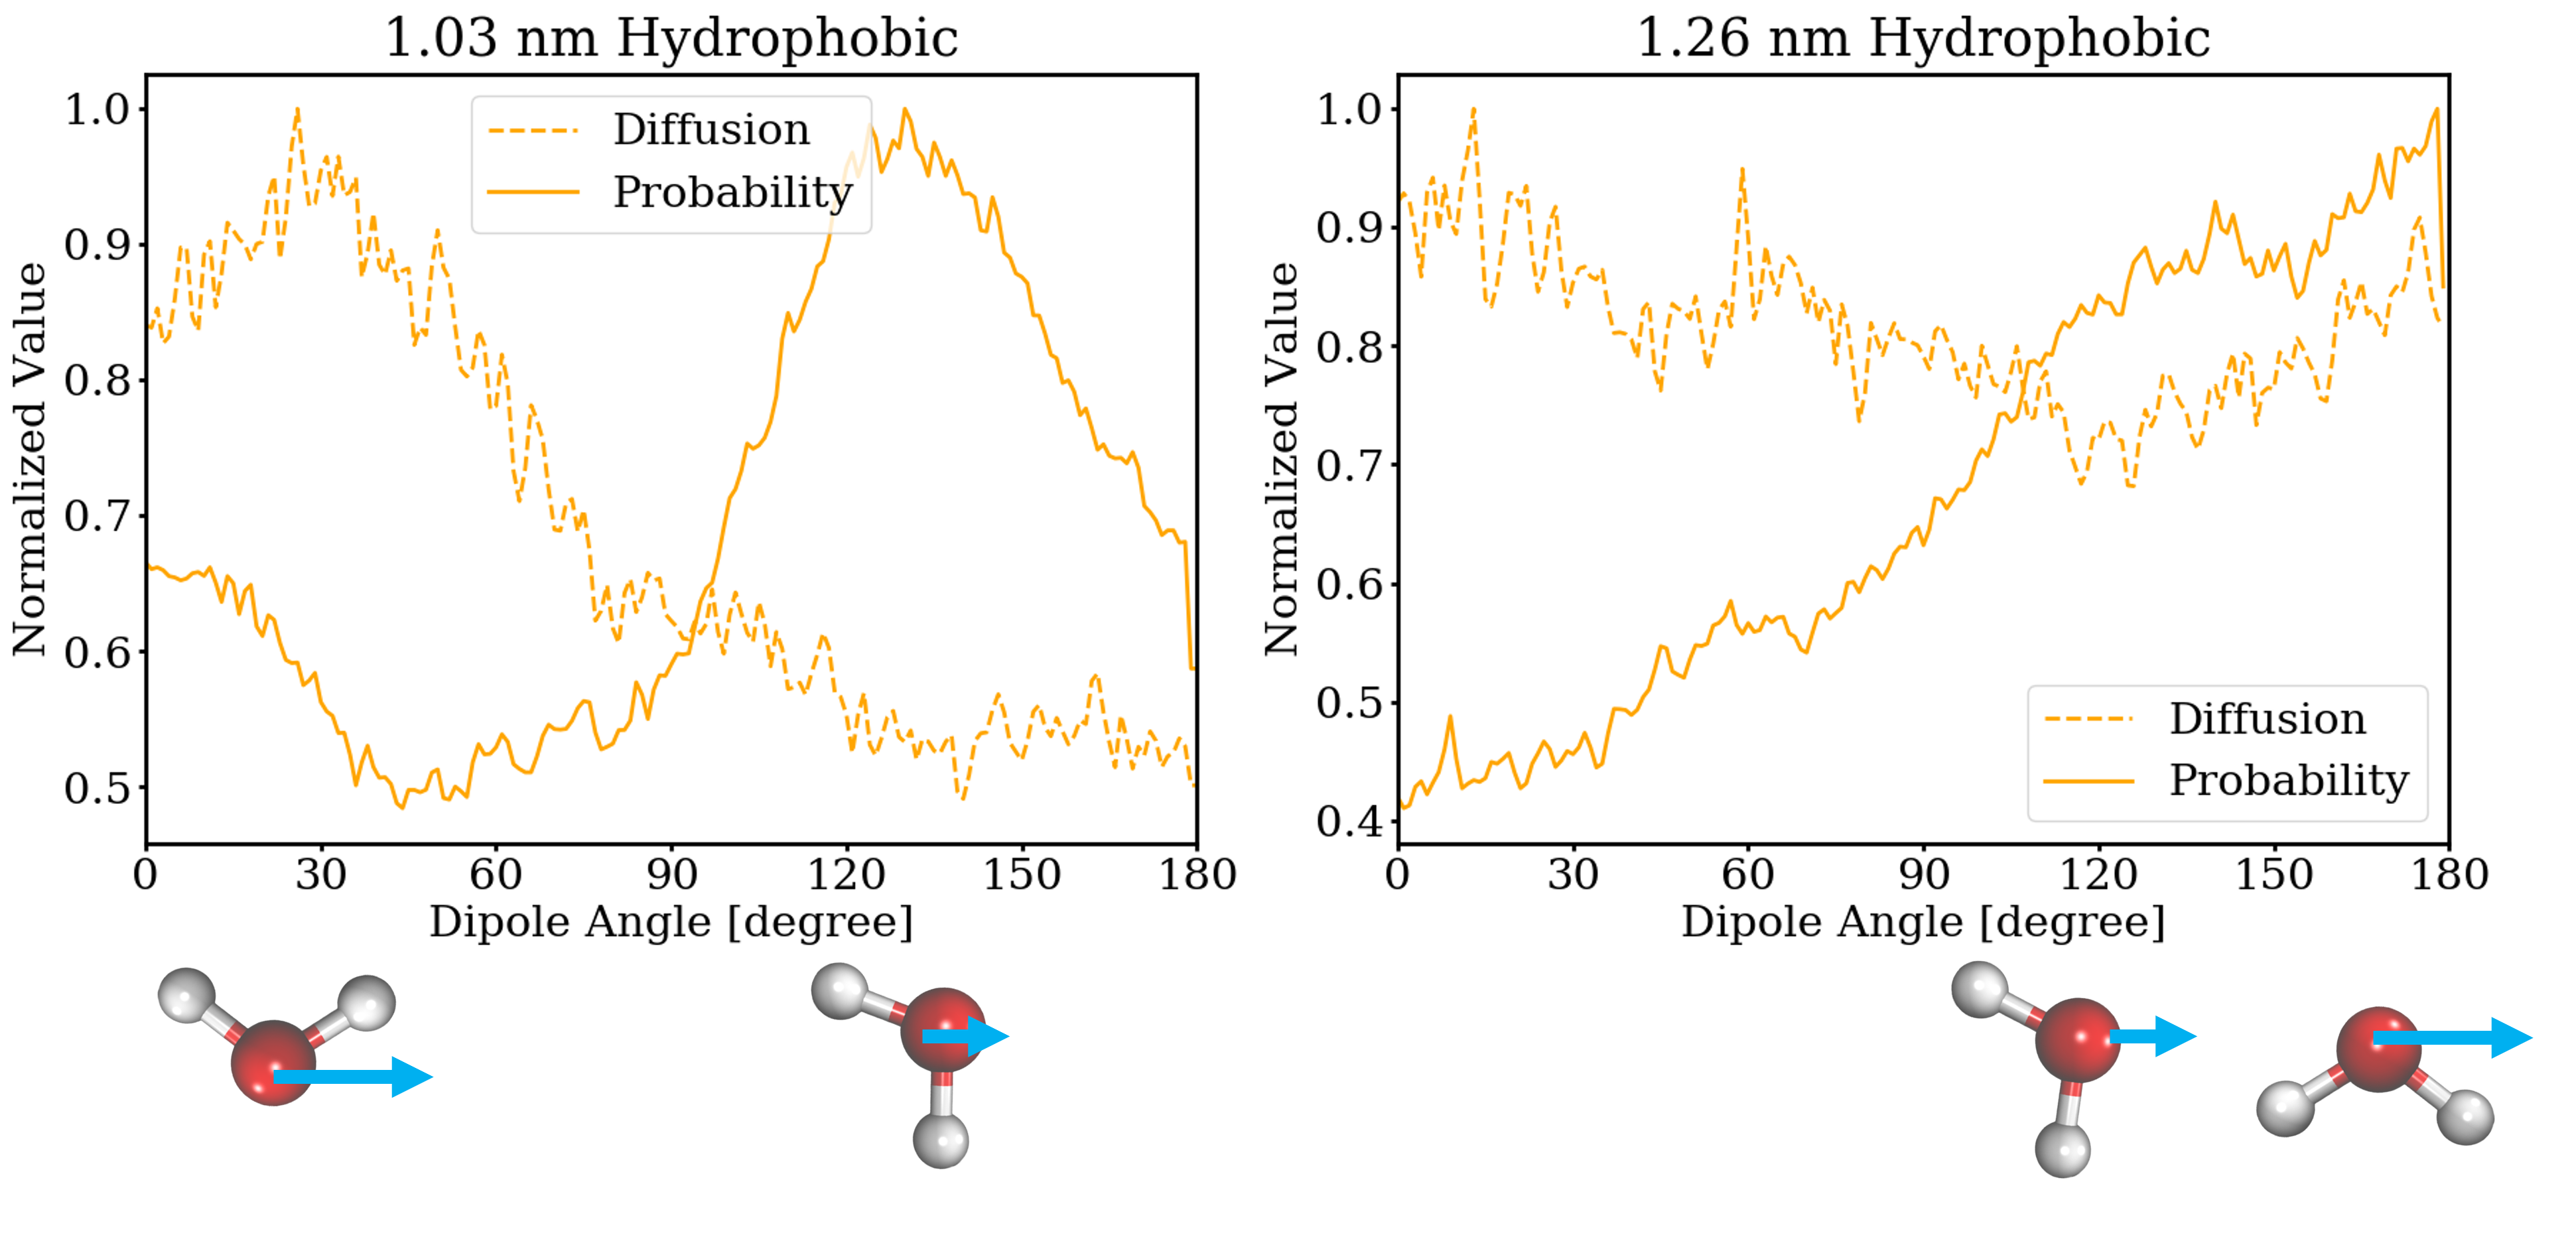 1.03 nm Hydrophobic
Normalized Value
1.0
0.9
0.8
0.7
0.6
0.5
Diffusion
Probability
0 30 60 90 120 150 180
Dipole Angle [degree]
1.26 nm Hydrophobic
Normalized Value
1.0
0.9
0.8
0.7
0.6
0.5
0.4
Diffusion
Probability
0 30 60 90 120 150 180
Dipole Angle [degree]